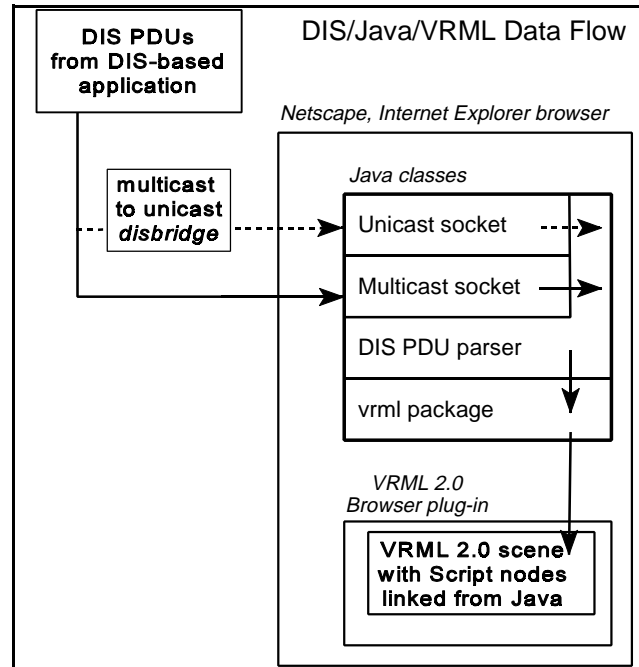 DIS/Java/VRML Data Flow
DIS PDUs
from DIS-based
application
Netscape, Internet Explorer browser
multicast
to unicast
disbridge
Java classes
Unicast socket
Multicast socket
DIS PDU parser
vrml package
VRML 2.0
Browser plug-in
VRML 2.0 scene
with Script nodes
linked from Java